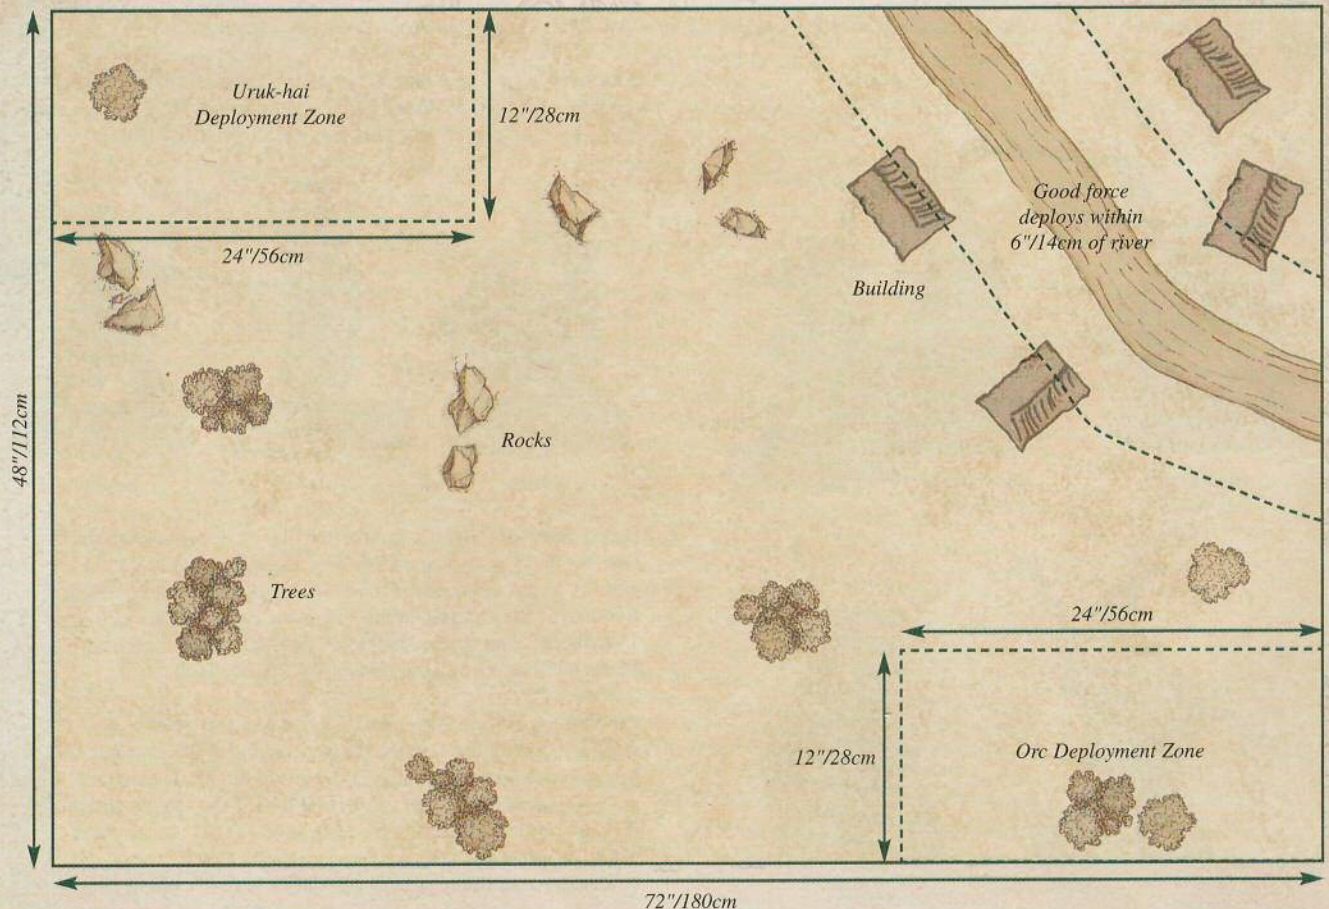 Uruk-hai
Deployment Zone
12"/28cm
24"/56cm
Good force
deploys within
6"/14cm of river
Building
48"/112cm
Rocks
Trees
24"/56cm
12"/28cm
Orc Deployment Zone
72"/180cm